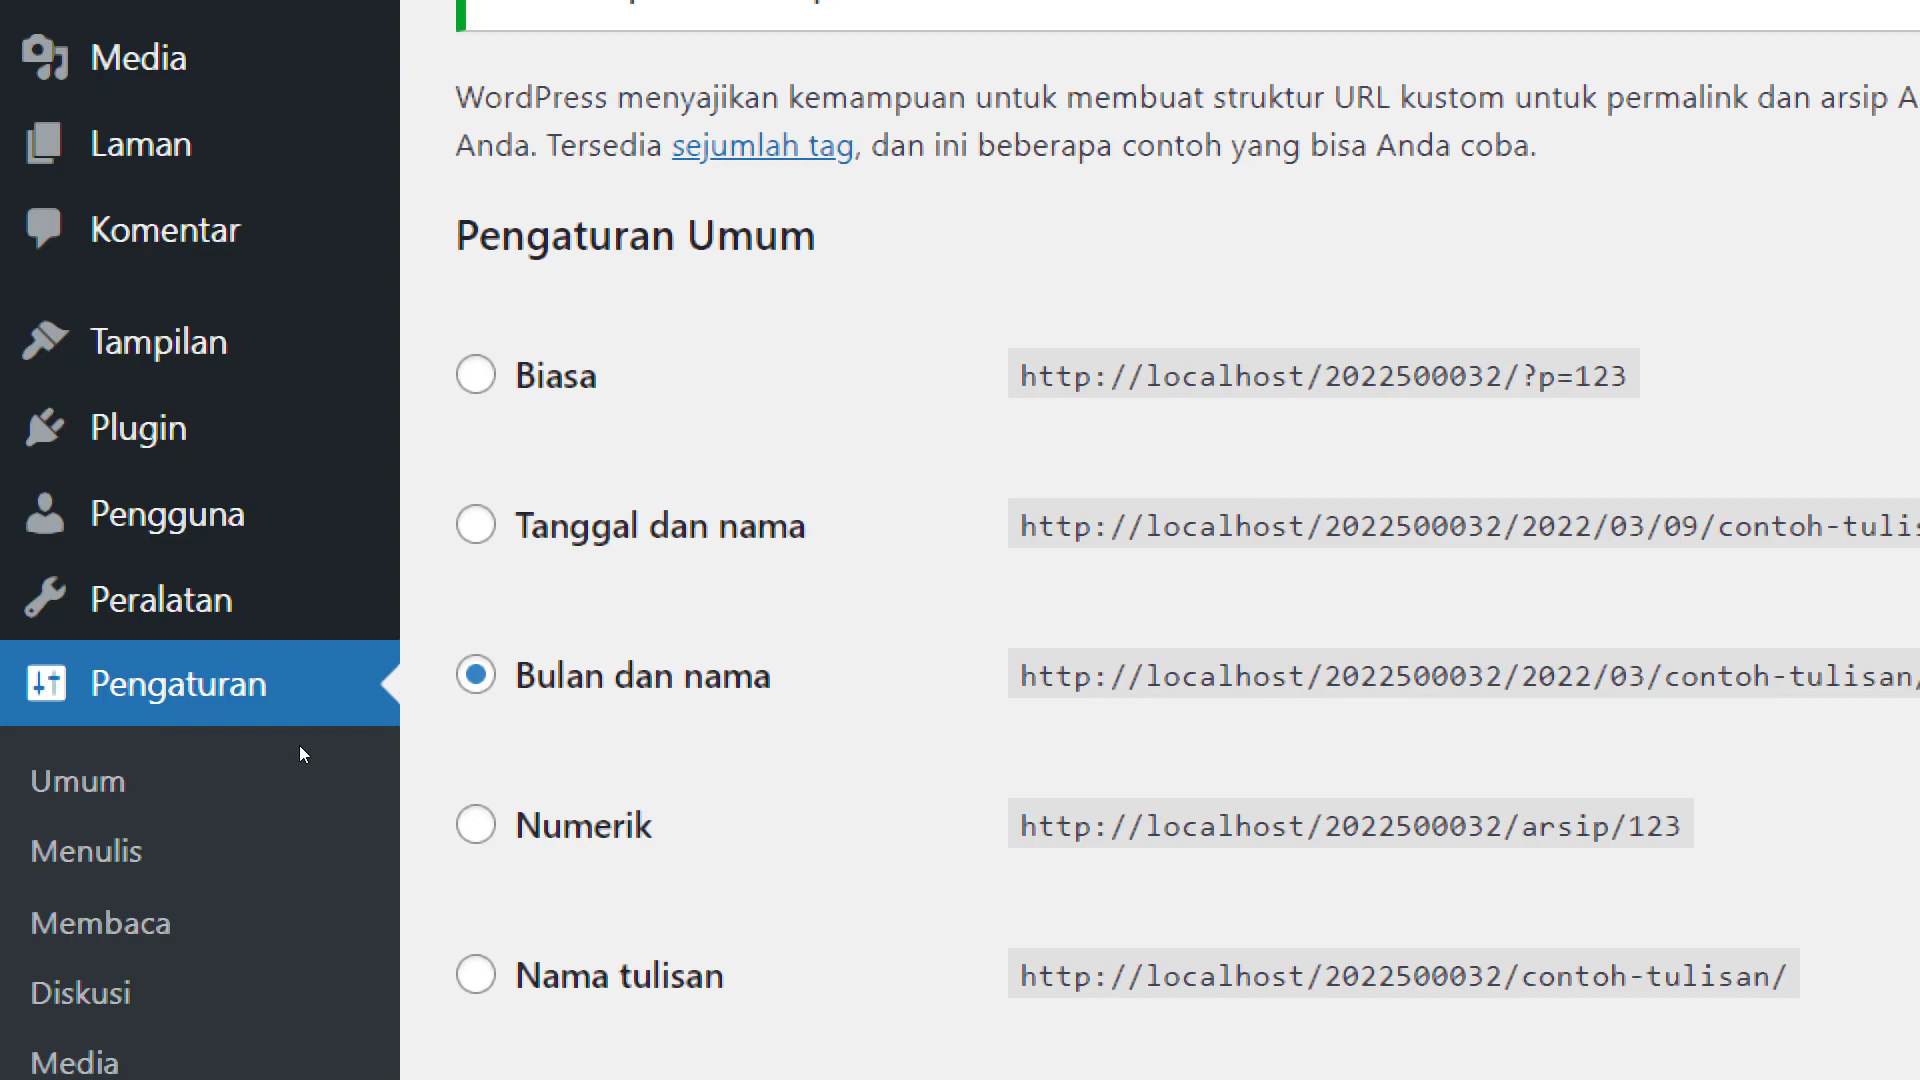 Media
Laman
Komentar
Tampilan
Plugin
Pengguna
Peralatan
Pengaturan
Umum
Menulis
Membaca
Diskusi
Media
WordPress menyajikan kemampuan untuk membuat struktur URL kustom untuk permalink dan arsip
Anda. Tersedia sejumlah tag, dan ini beberapa contoh yang bisa Anda coba.
Pengaturan Umum
Biasa http://localhost/2022500032/?p=123
Tanggal dan nama http://localhost/2022500032/2022/03/09/contoh-tulis
Bulan dan nama http://localhost/2022500032/2022/03/contoh-tulisan/
Numerik http://localhost/2022500032/arsip/123
Nama tulisan http://localhost/2022500032/contoh-tulisan/